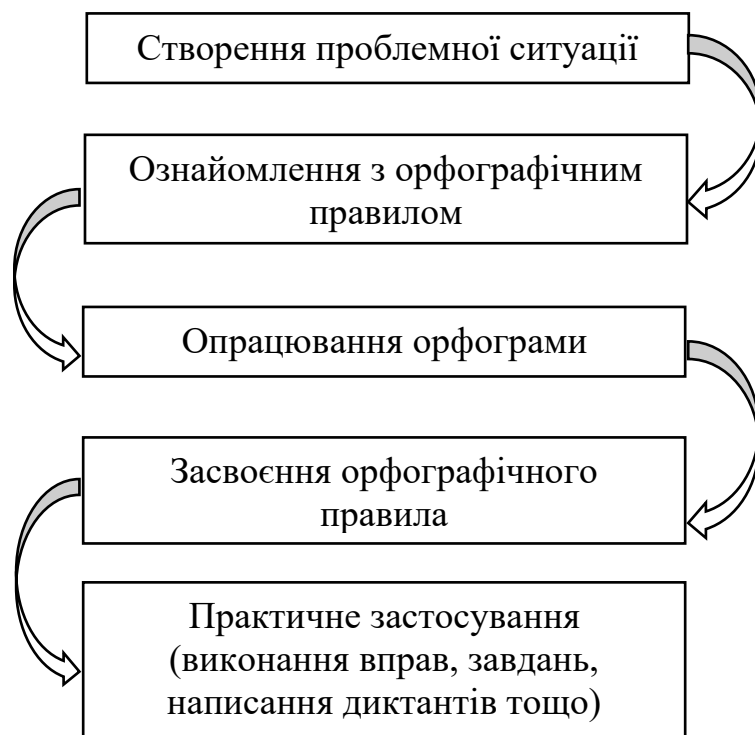 Створення проблемної ситуації
Ознайомлення з орфографічним
правилом
Опрацювання орфограми
Засвоєння орфографічного
правила
Практичне застосування
(виконання вправ, завдань,
написання диктантів тощо)